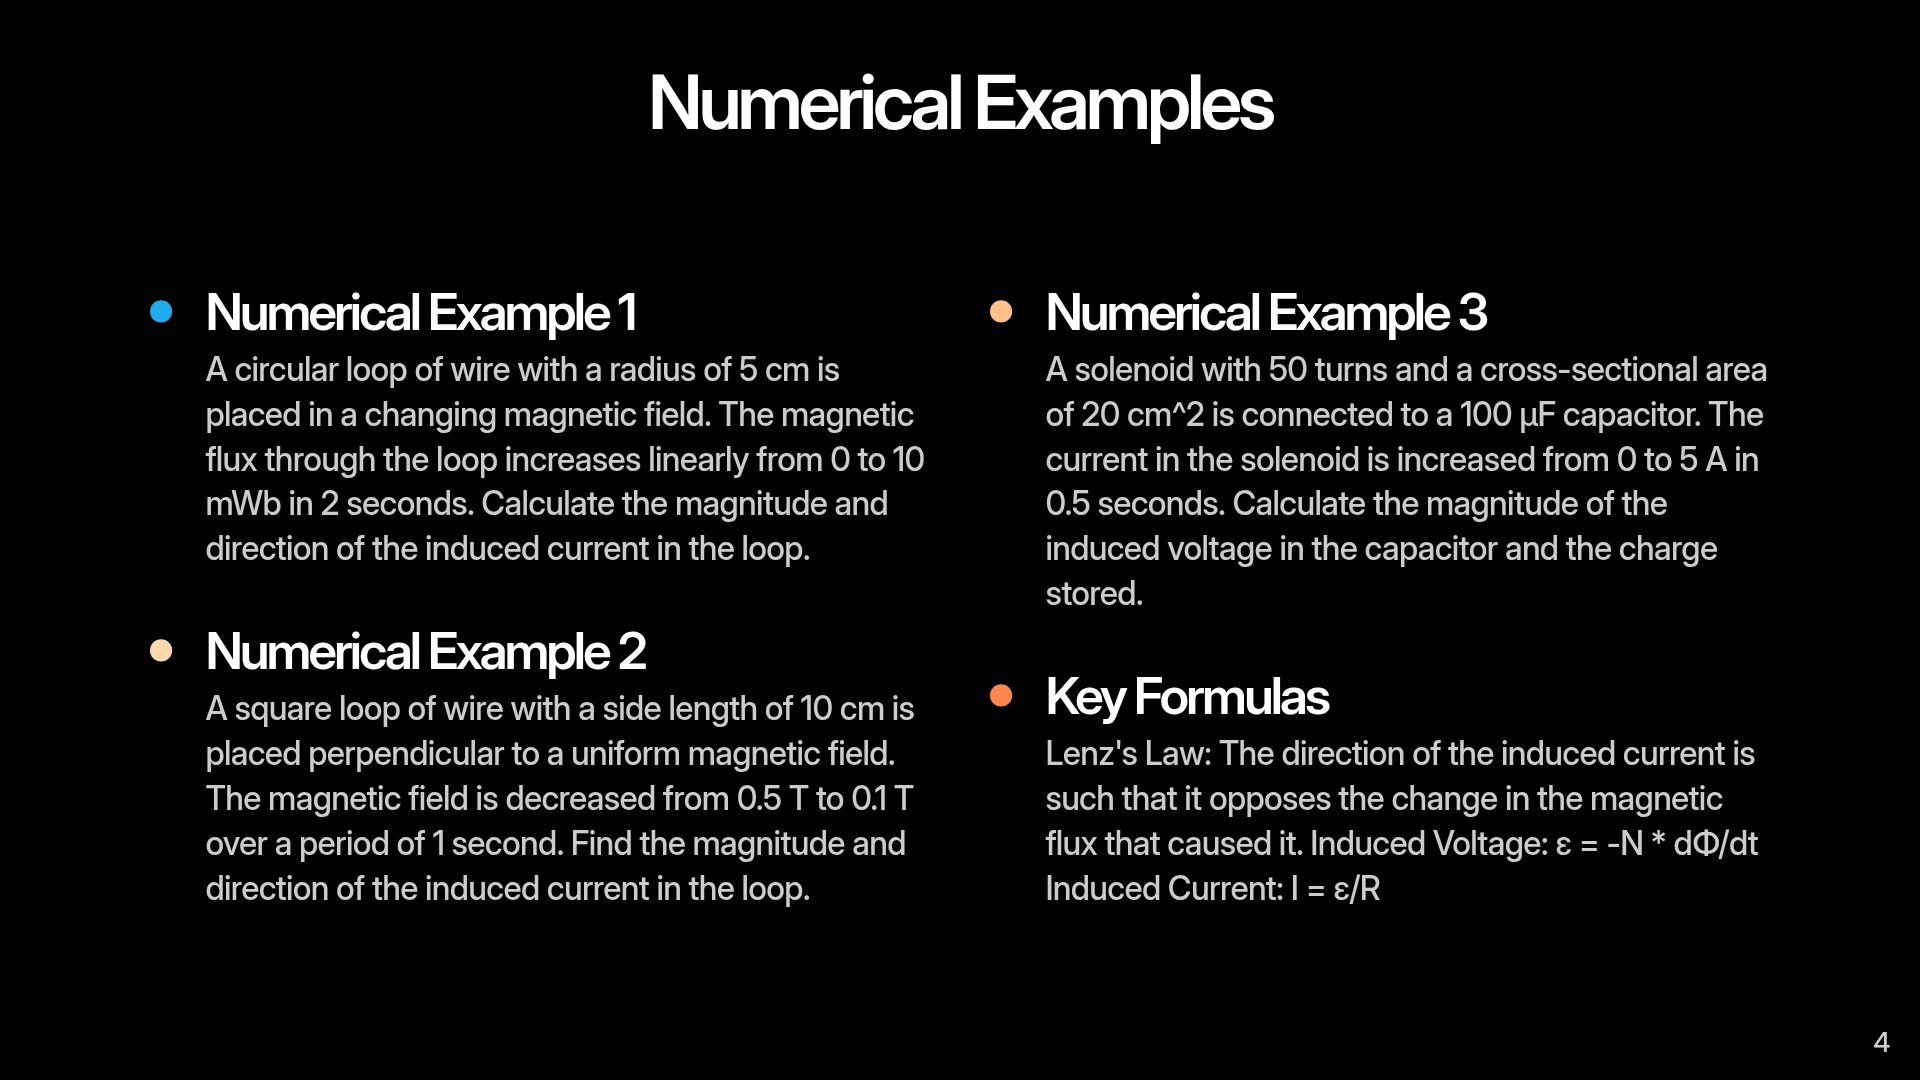 Numerical Examples
Numerical Example 1
A circular loop of wire with a radius of 5 cm is
placed in a changing magnetic field. The magnetic
flux through the loop increases linearly from 0 to 10
mWb in 2 seconds. Calculate the magnitude and
direction of the induced current in the loop.
Numerical Example 2
A square loop of wire with a side length of 10 cm is
placed perpendicular to a uniform magnetic field.
The magnetic field is decreased from 0.5 T to 0.1 T
over a period of 1 second. Find the magnitude and
direction of the induced current in the loop.
Numerical Example 3
A solenoid with 50 turns and a cross-sectional area
of 20 cm^2 is connected to a 100 μF capacitor. The
current in the solenoid is increased from 0 to 5 A in
0.5 seconds. Calculate the magnitude of the
induced voltage in the capacitor and the charge
stored.
Key Formulas
Lenz's Law: The direction of the induced current is
such that it opposes the change in the magnetic
flux that caused it. Induced Voltage: ε = -N * dΦ/dt
Induced Current: I = ε/R
4